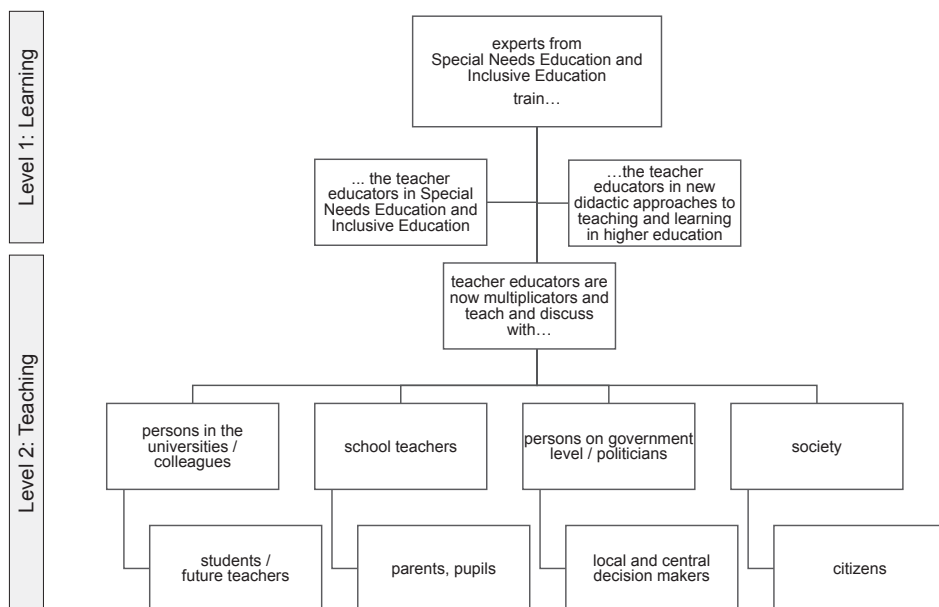 Level 1: Learning
experts from
Special Needs Education and
Inclusive Education
train…
... the teacher
educators in Special
Needs Education and
Inclusive Education
…the teacher
educators in new
didactic approaches to
teaching and learning
in higher education
Level 2: Teaching
teacher educators are
now multiplicators and
teach and discuss
with…
persons in the
universities /
colleagues
school teachers
persons on government
level / politicians
society
students /
future teachers
parents, pupils
local and central
decision makers
citizens